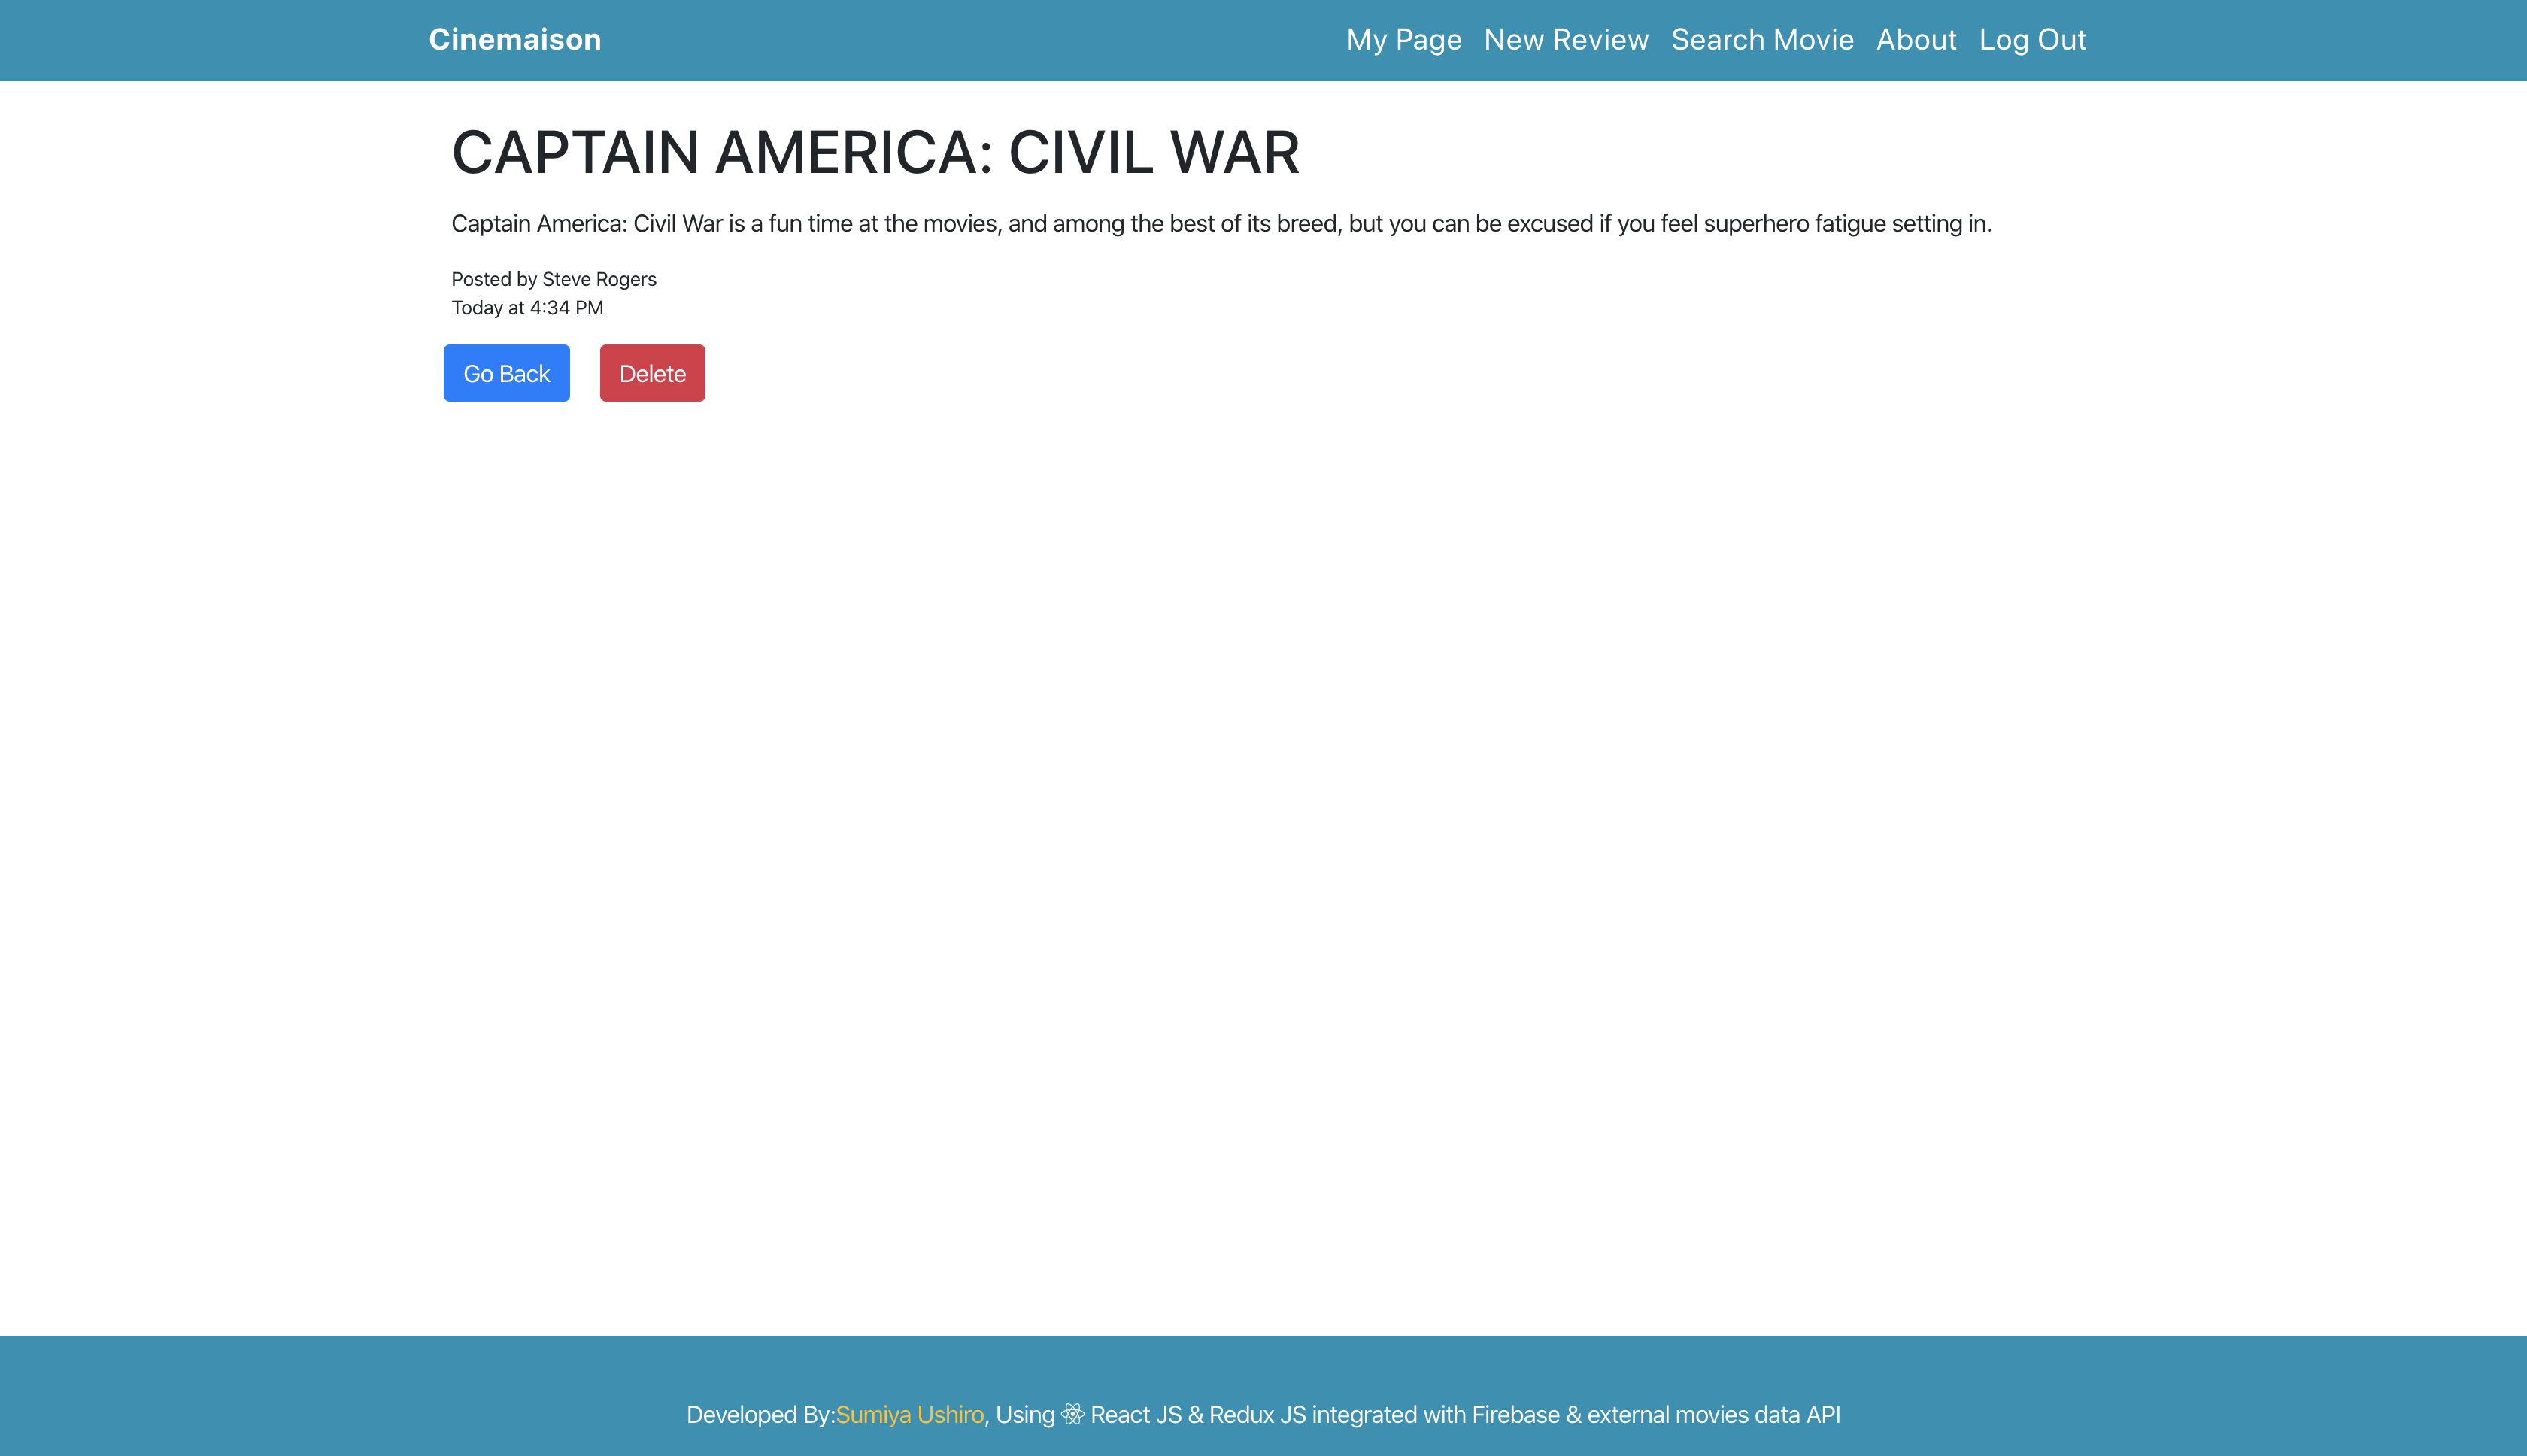 Cinemaison My Page New Review Search Movie About Log Out
CAPTAIN AMERICA: CIVIL WAR
Captain America: Civil War is a fun time at the movies, and among the best of its breed, but you can be excused if you feel superhero fatigue setting in.
Posted by Steve Rogers
Today at 4:34 PM
Go Back Delete
Developed By:Sumiya Ushiro, Using React JS & Redux JS integrated with Firebase & external movies data API